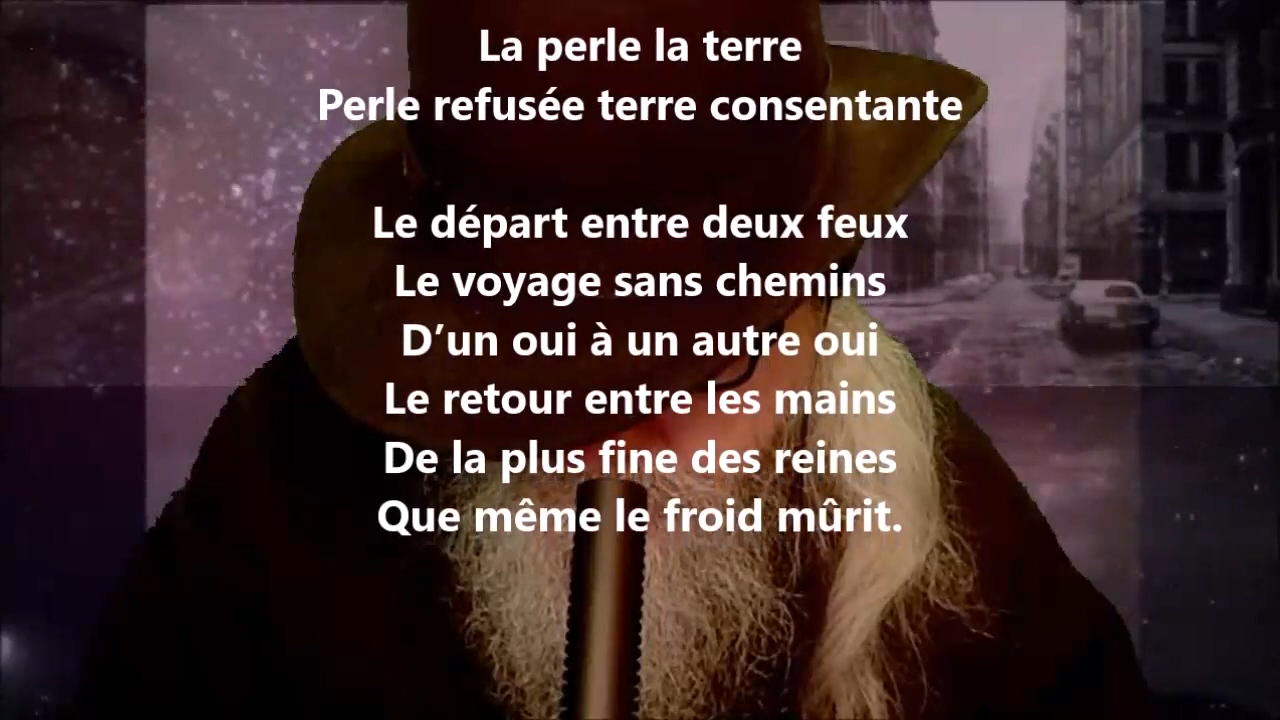 La perle la terre
Perle refusée terre consentante
Le départ entre deux feux
Le voyage sans chemins
D’un oui à un autre oui
Le retour entre les mains
De la plus fine des reines
Que même le froid mûrit.